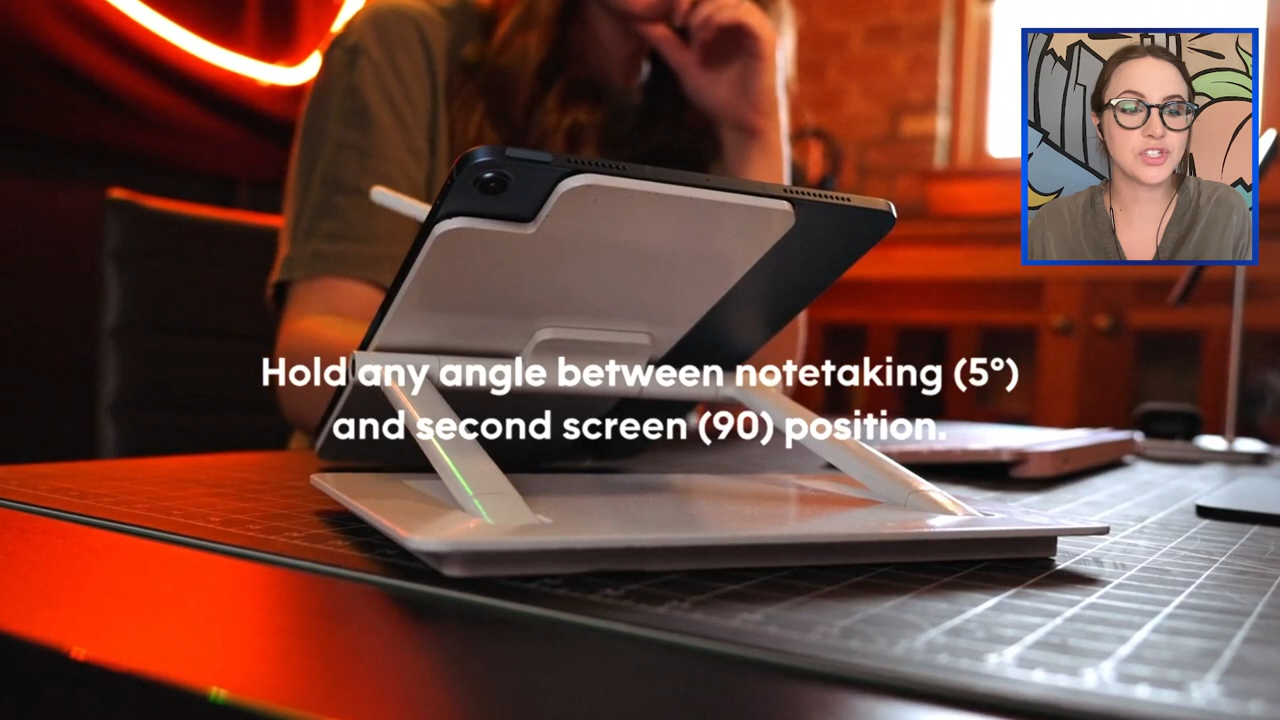 Hold any angle between notetaking (5°)
and second screen (90) position.